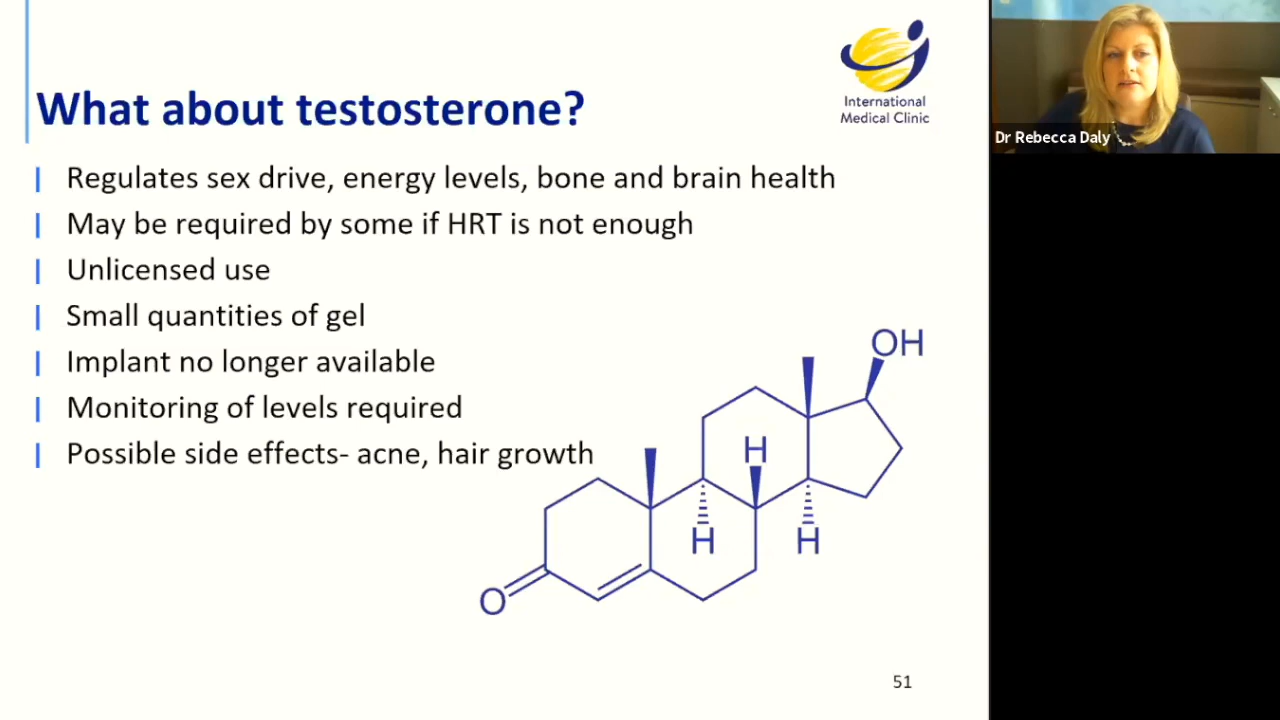 International
Medical Clinic
What about testosterone?
Regulates sex drive, energy levels, bone and brain health
May be required by some if HRT is not enough
Unlicensed use
Small quantities of gel
Implant no longer available
Monitoring of levels required
Possible side effects- acne, hair growth
OH
H
H
H
O
51
Dr Rebecca Daly